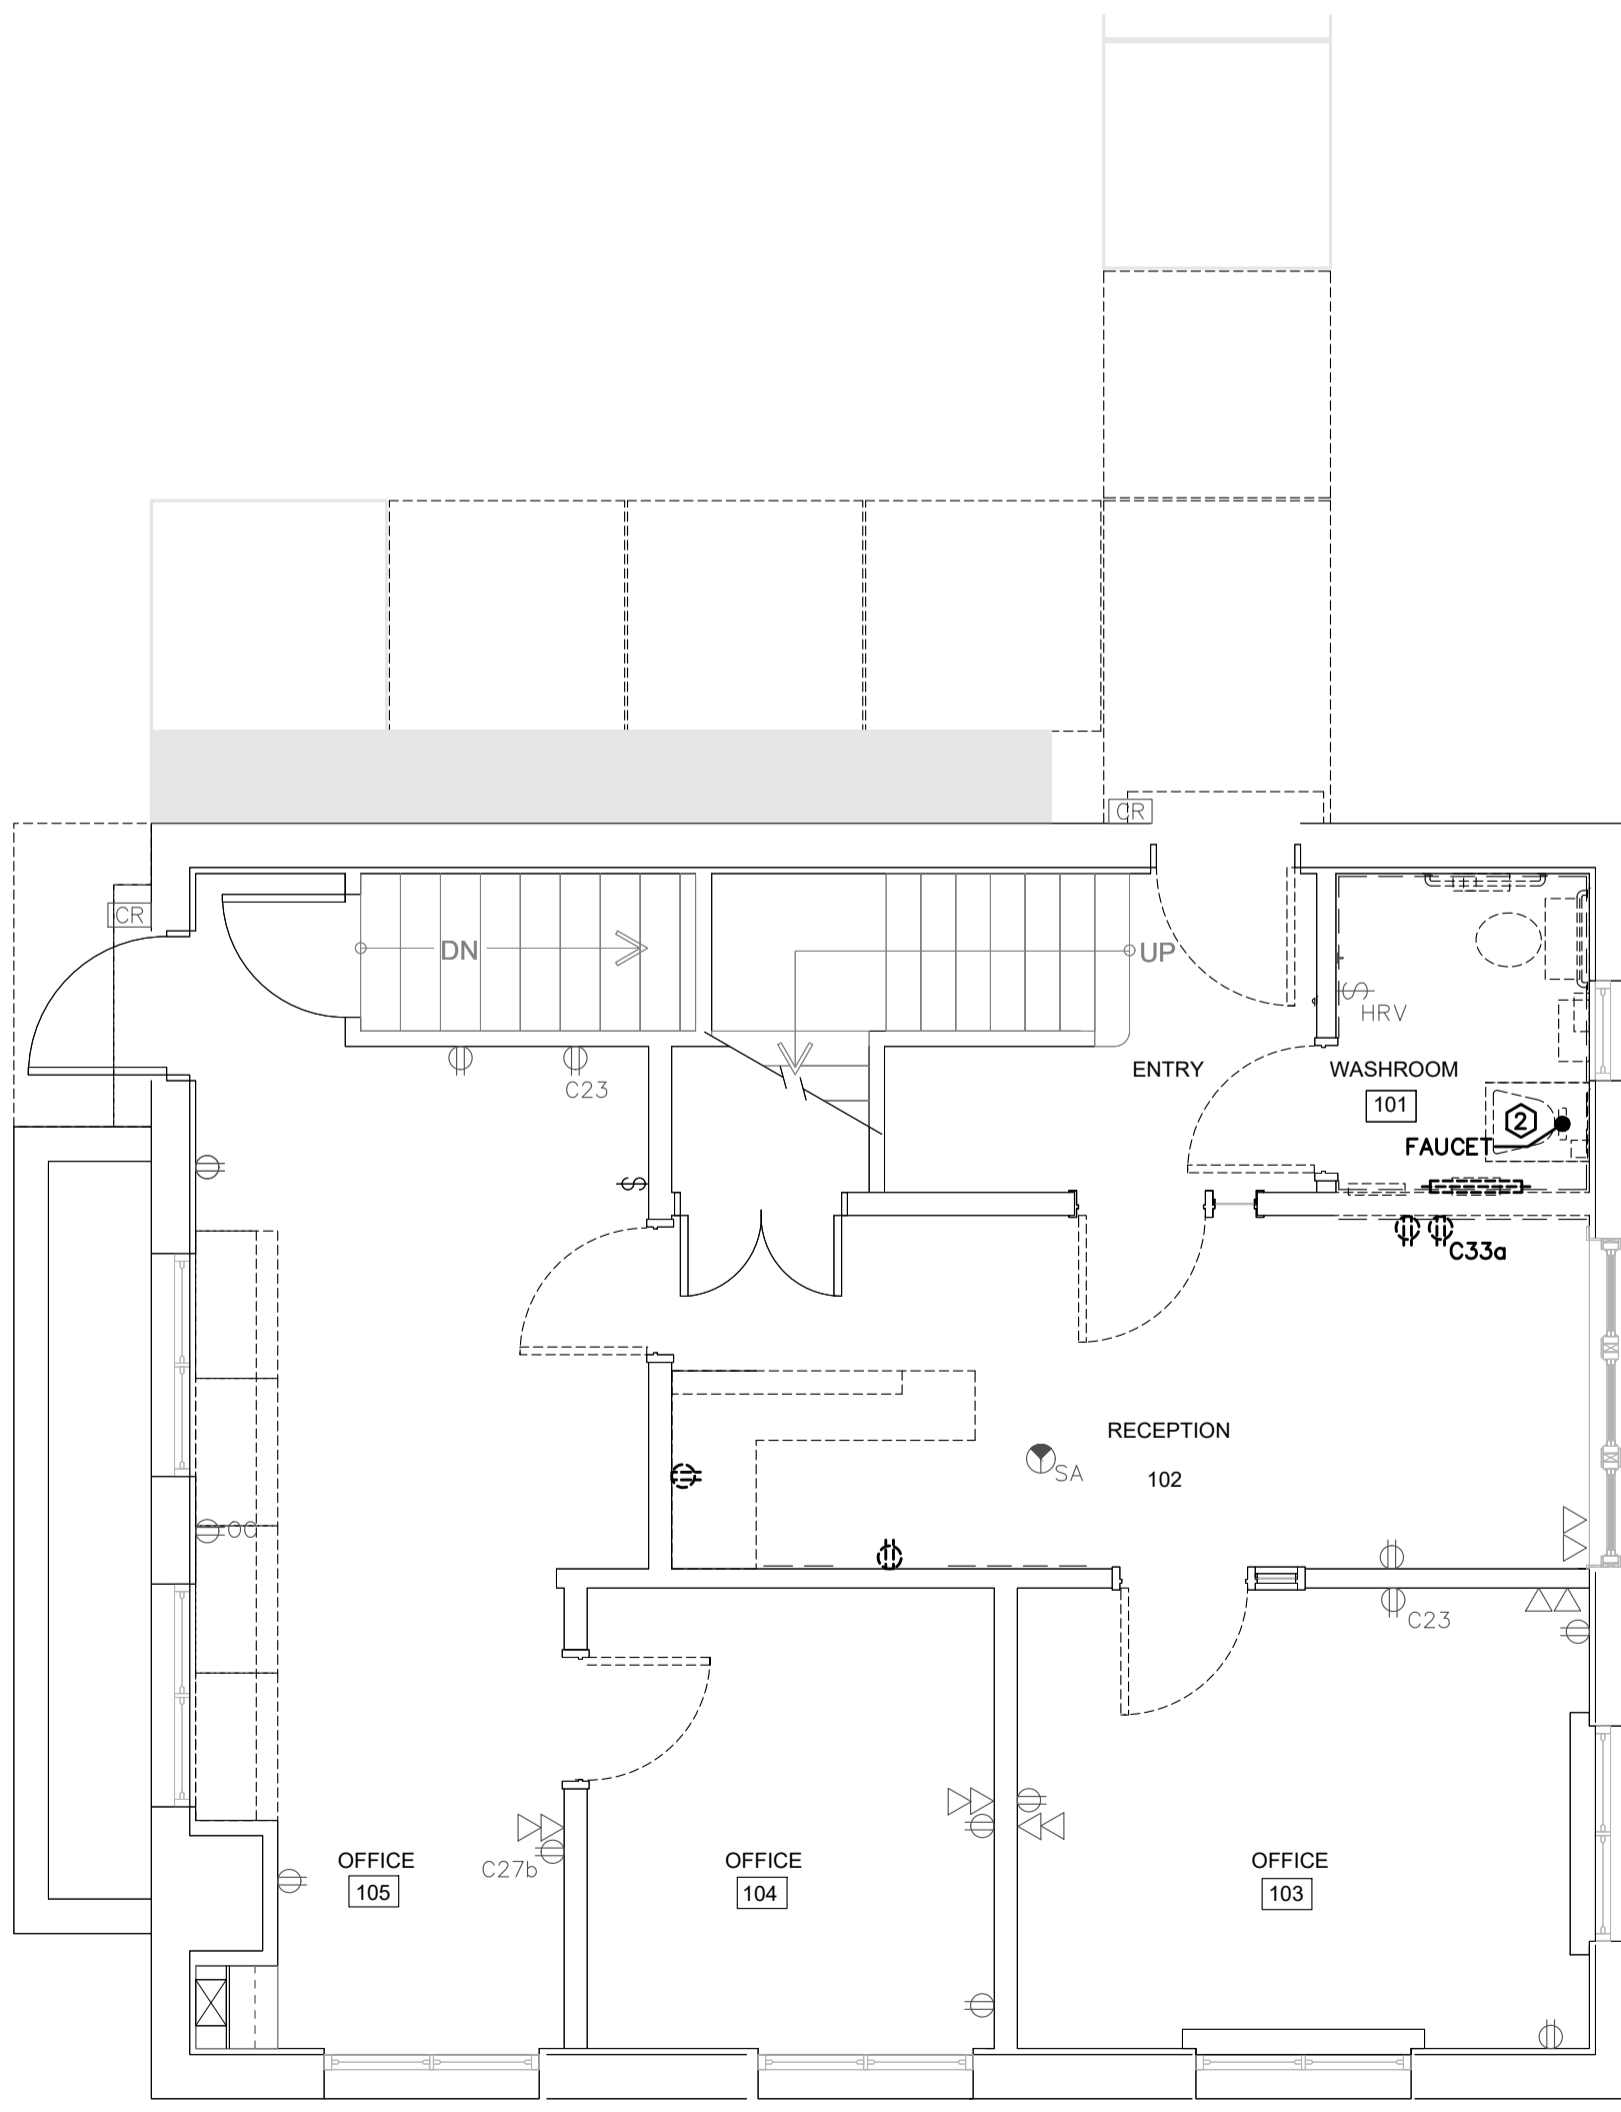 CR
CR
DN
UP
$
HRV
ENTRY
WASHROOM
101
C23
2
FAUCET
$
C33a
RECEPTION
SA
102
OC
C23
C27b
OFFICE
105
OFFICE
104
OFFICE
103